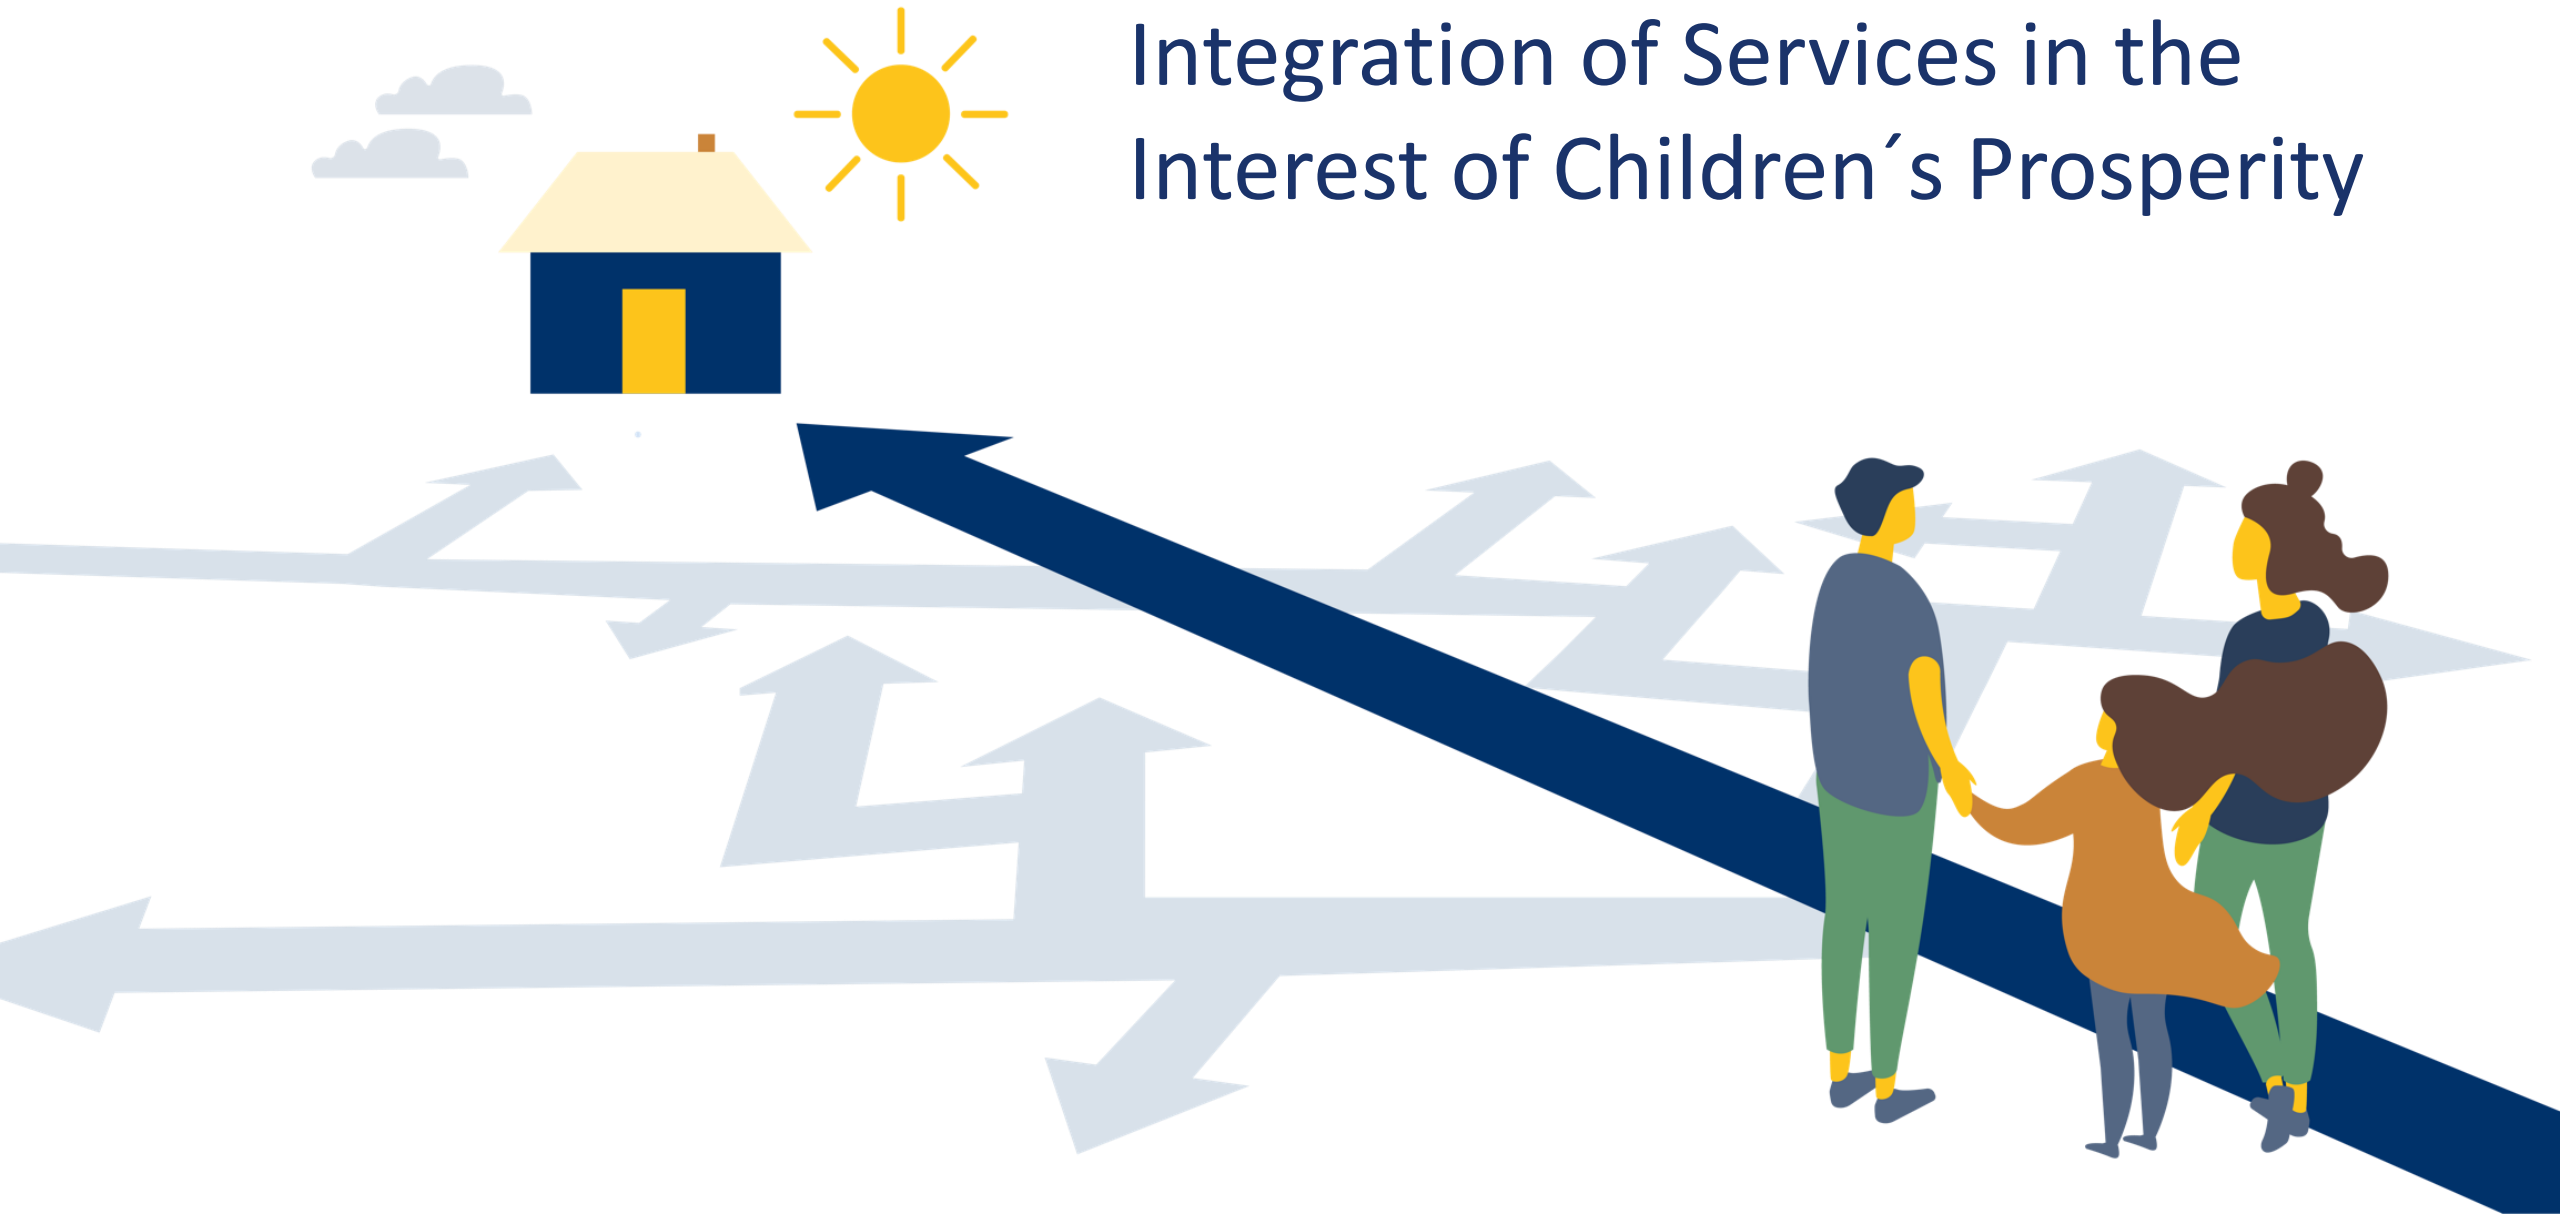 Integration of Services in the
Interest of Children´s Prosperity